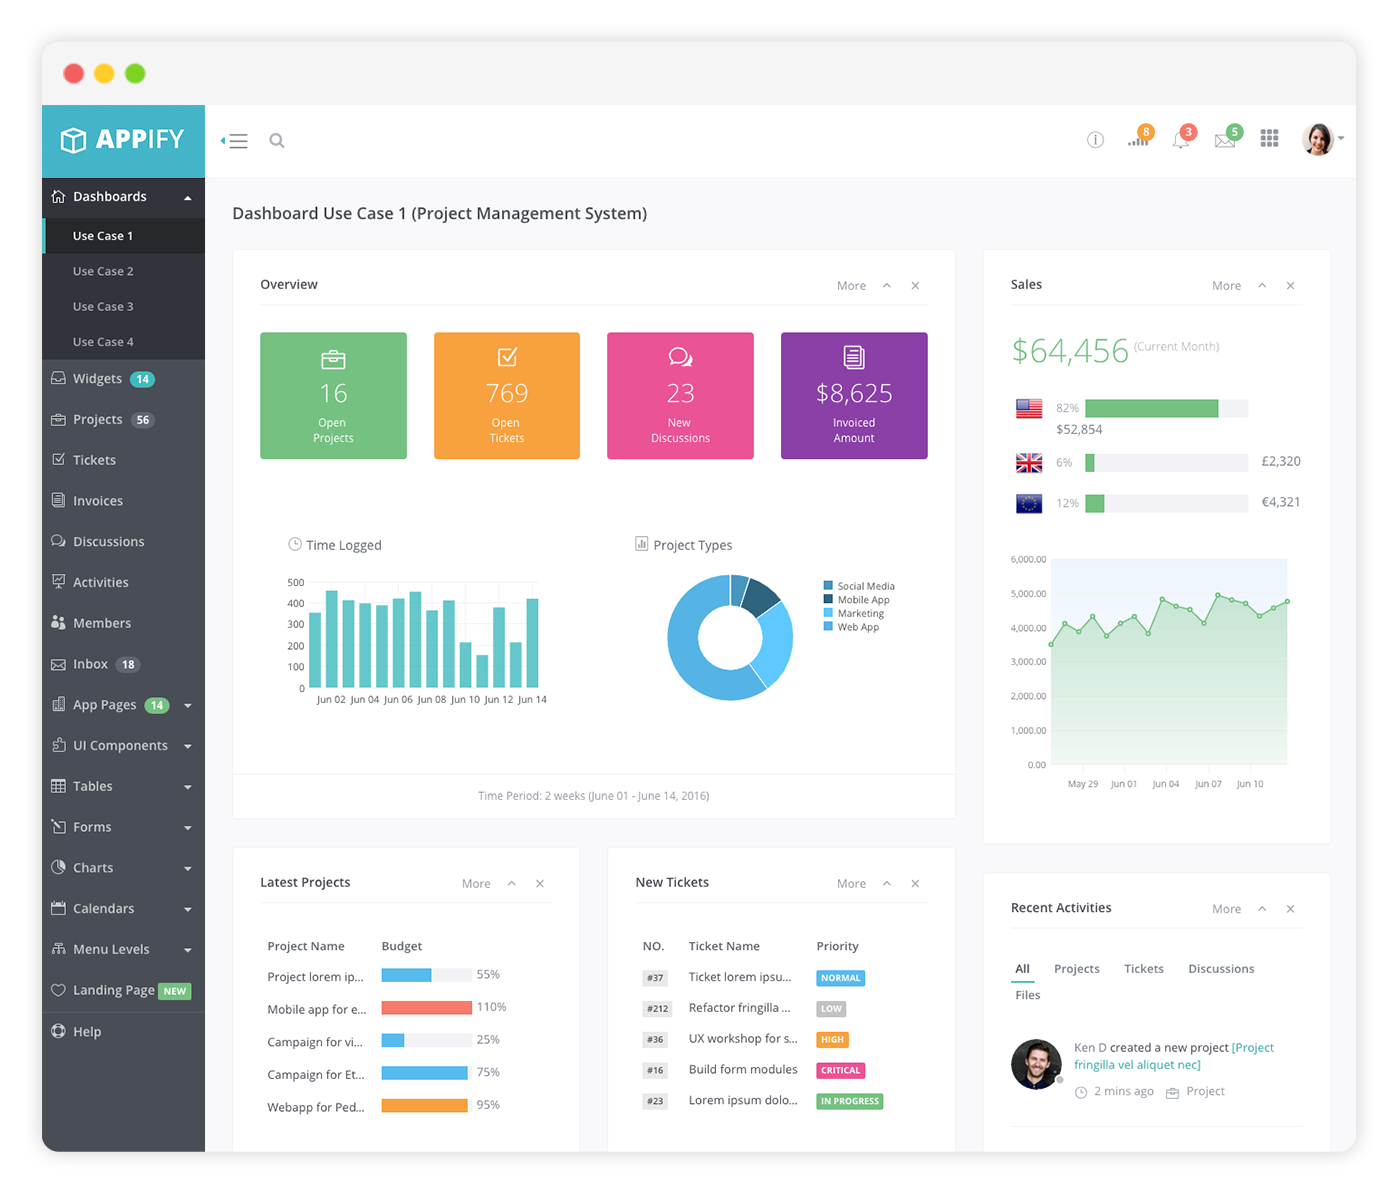 APPIFY
8
3
5
Dashboards
Use Case 1
Use Case 2
Use Case 3
Use Case 4
Widgets 14
Projects 56
Tickets
Invoices
Discussions
Activities
Members
Inbox 18
App Pages 14
UI Components
Tables
Forms
Charts
Calendars
Menu Levels
Landing Page NEW
Help
Dashboard Use Case 1 (Project Management System)
Overview
More
16
Open
Projects
769
Open
Tickets
23
New
Discussions
$8,625
Invoiced
Amount
Time Logged
500
400
300
200
100
0
Jun 02 Jun 04 Jun 06 Jun 08 Jun 10 Jun 12 Jun 14
Project Types
Social Media
Mobile App
Marketing
Web App
Time Period: 2 weeks (June 01 - June 14, 2016)
Sales
More
$64,456 (Current Month)
82%
$52,854
6% £2,320
12% €4,321
6,000.00
5,000.00
4,000.00
3,000.00
2,000.00
1,000.00
0.00
May 29 Jun 01 Jun 04 Jun 07 Jun 10
Latest Projects
More
Project Name Budget
Project lorem ip... 55%
Mobile app for e... 110%
Campaign for vi... 25%
Campaign for Et... 75%
Webapp for Ped... 95%
New Tickets
More
NO. Ticket Name Priority
#37 Ticket lorem ipsu... NORMAL
#212 Refactor fringilla ... LOW
#36 UX workshop for s... HIGH
#16 Build form modules CRITICAL
#23 Lorem ipsum dolo... IN PROGRESS
Recent Activities
More
All Projects Tickets Discussions
Files
Ken D created a new project [Project
fringilla vel aliquet nec]
2 mins ago Project